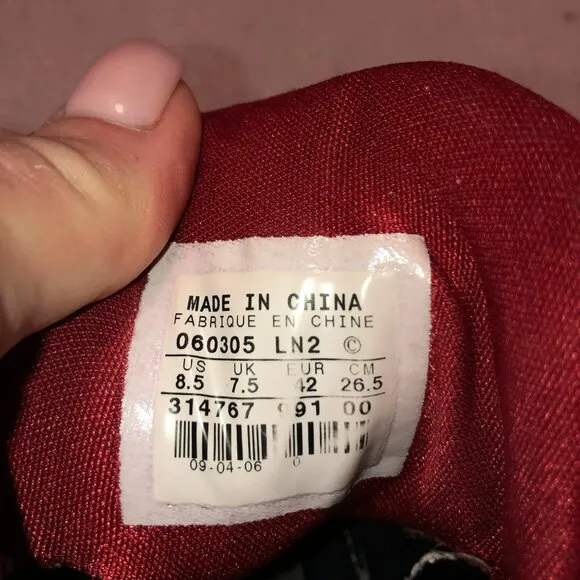 MADE IN CHINA
FABRIQUE EN CHINE
060305 LN2 ©
US UK EUR CM
8.5 7.5 42 26.5
314767 991 00
09-04-06 0